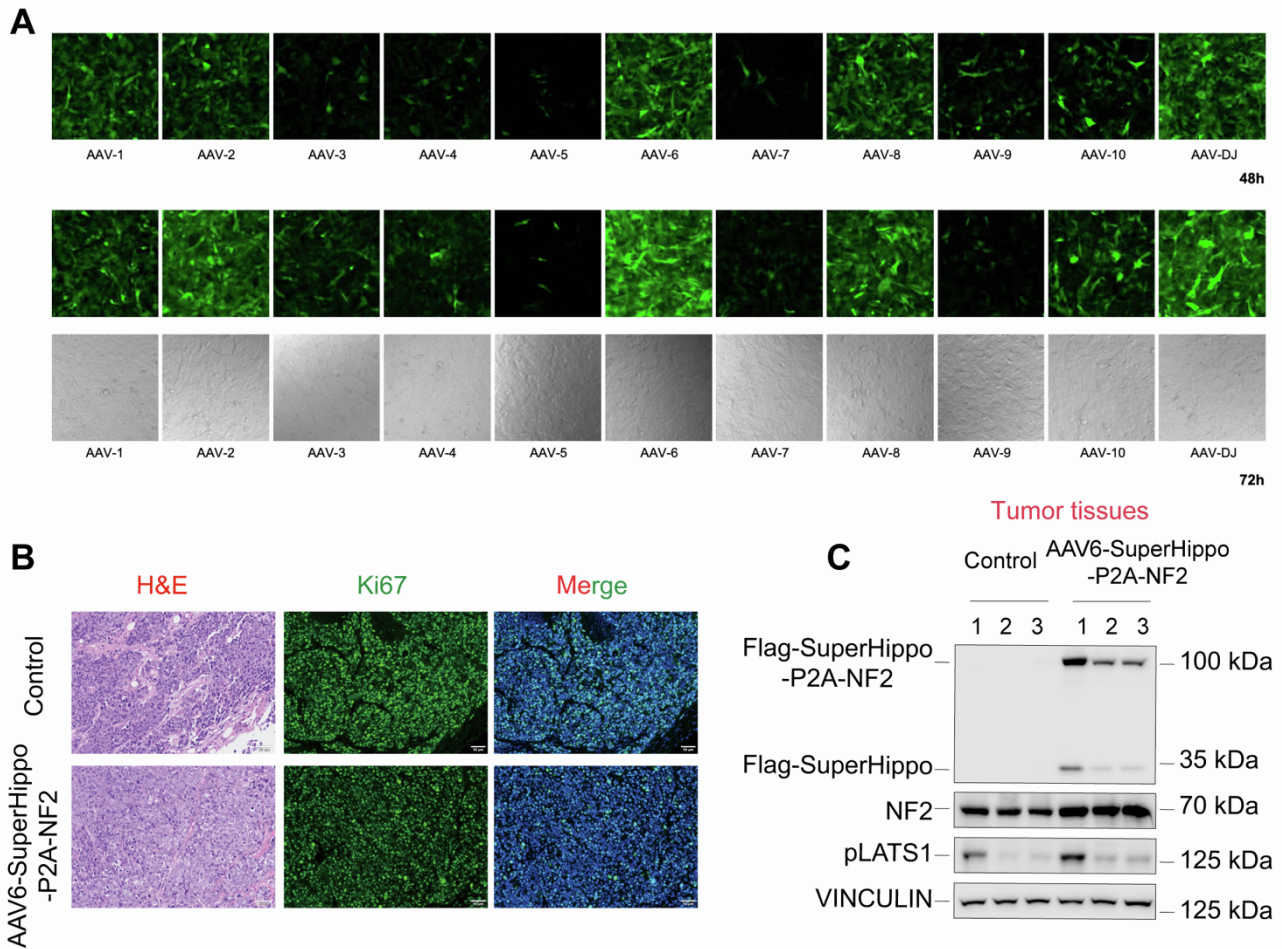 A
AAV-1 AAV-2 AAV-3 AAV-4 AAV-5 AAV-6 AAV-7 AAV-8 AAV-9 AAV-10 AAV-DJ
48h
AAV-1 AAV-2 AAV-3 AAV-4 AAV-5 AAV-6 AAV-7 AAV-8 AAV-9 AAV-10 AAV-DJ
72h
B
H&E Ki67 Merge
Control
AAV6-SuperHippo
-P2A-NF2
C
Tumor tissues
Control
AAV6-SuperHippo
-P2A-NF2
1 2 3 1 2 3
Flag-SuperHippo
-P2A-NF2
100 kDa
Flag-SuperHippo
35 kDa
NF2
70 kDa
pLATS1
125 kDa
VINCULIN
125 kDa